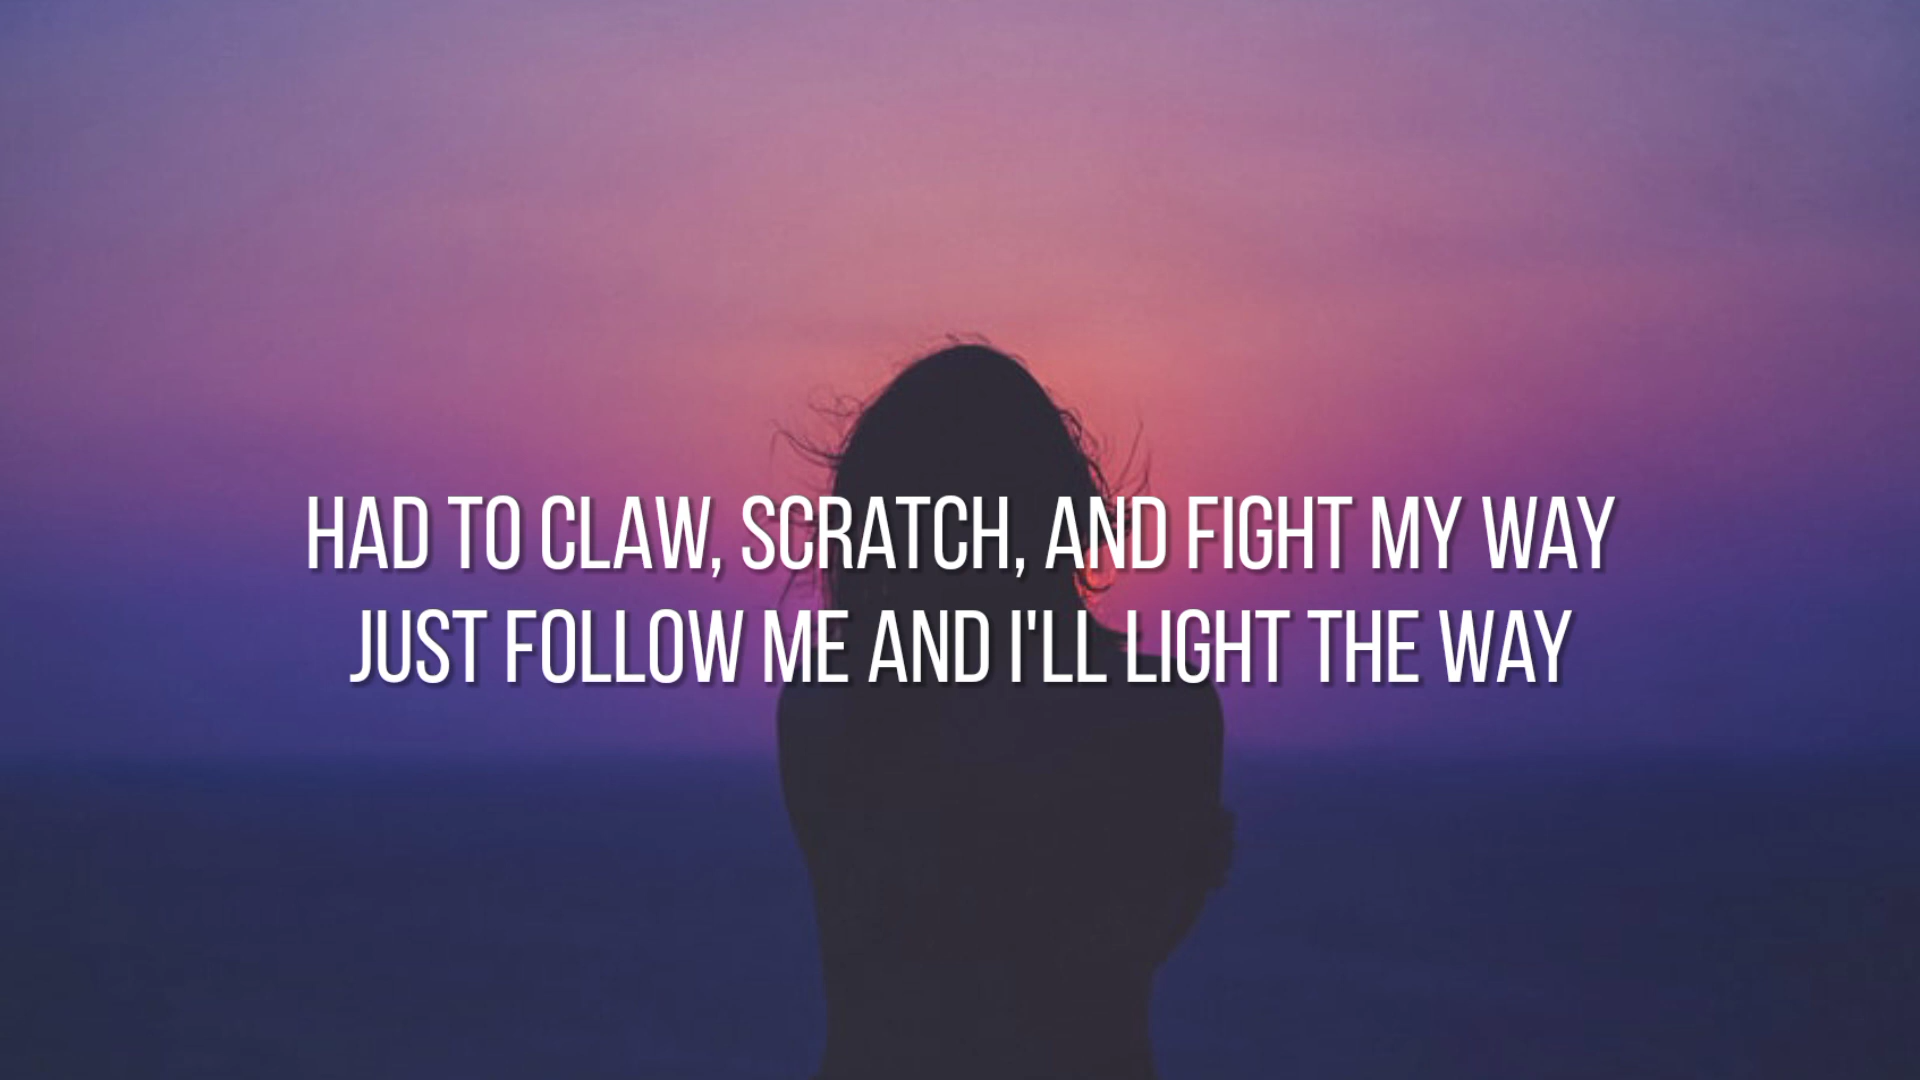 HAD TO CLAW, SCRATCH, AND FIGHT MY WAY
JUST FOLLOW ME AND I'LL LIGHT THE WAY